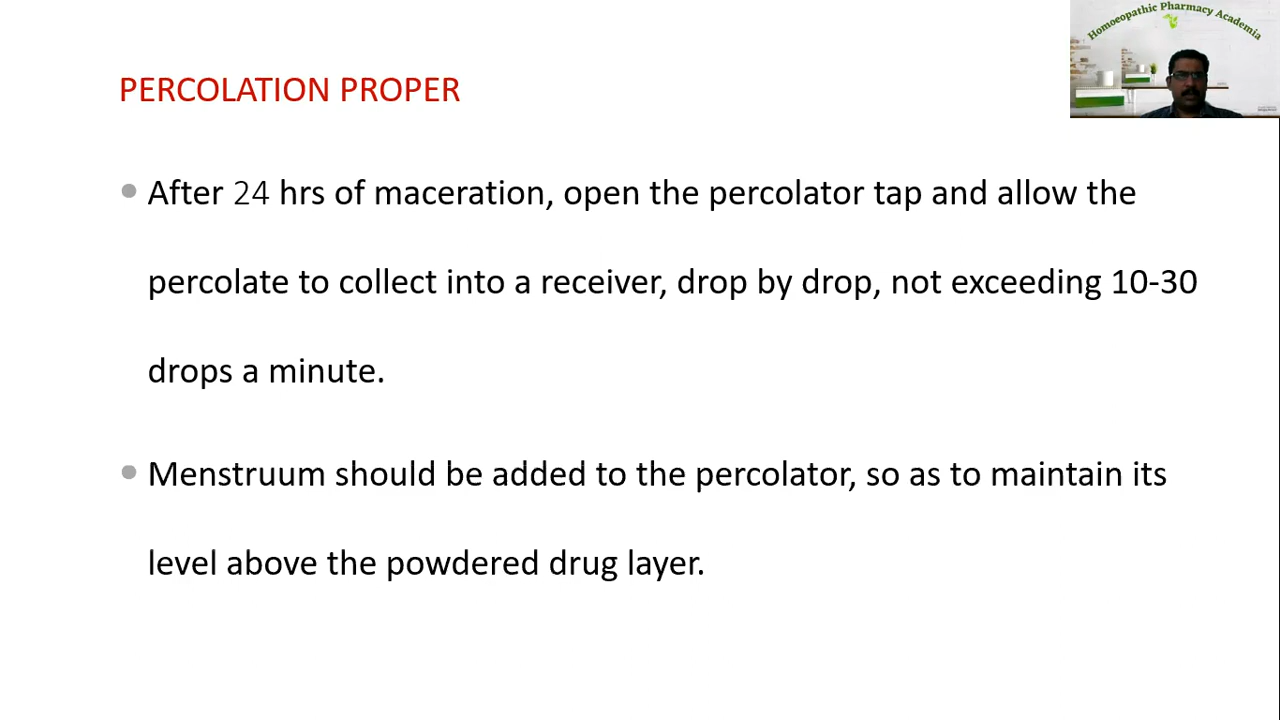 Homoeopathic Pharmacy Academia
PERCOLATION PROPER
After 24 hrs of maceration, open the percolator tap and allow the
percolate to collect into a receiver, drop by drop, not exceeding 10-30
drops a minute.
Menstruum should be added to the percolator, so as to maintain its
level above the powdered drug layer.